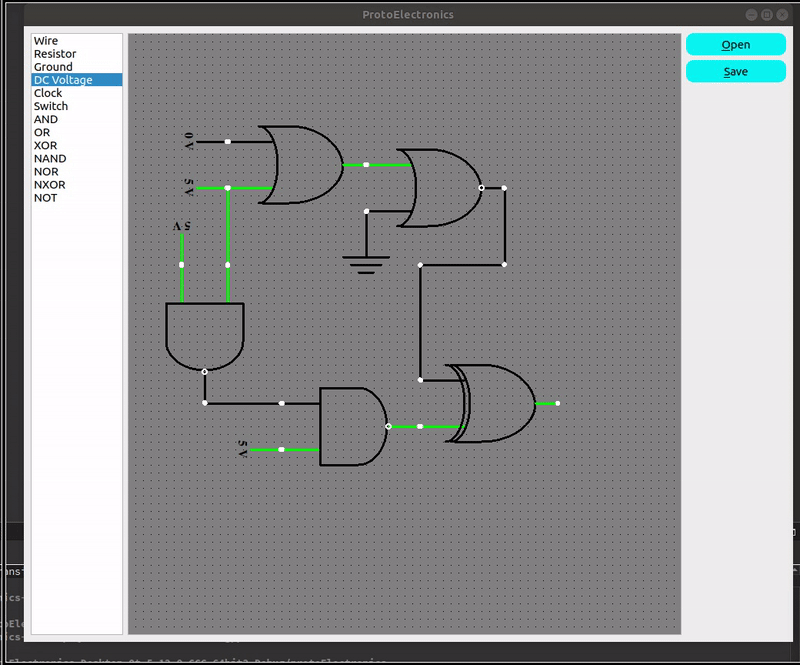 ProtoElectronics
Wire
Resistor
Ground
DC Voltage
Clock
Switch
AND
OR
XOR
NAND
NOR
NXOR
NOT
Open
Save
0 V
5 V
5 V
5 V